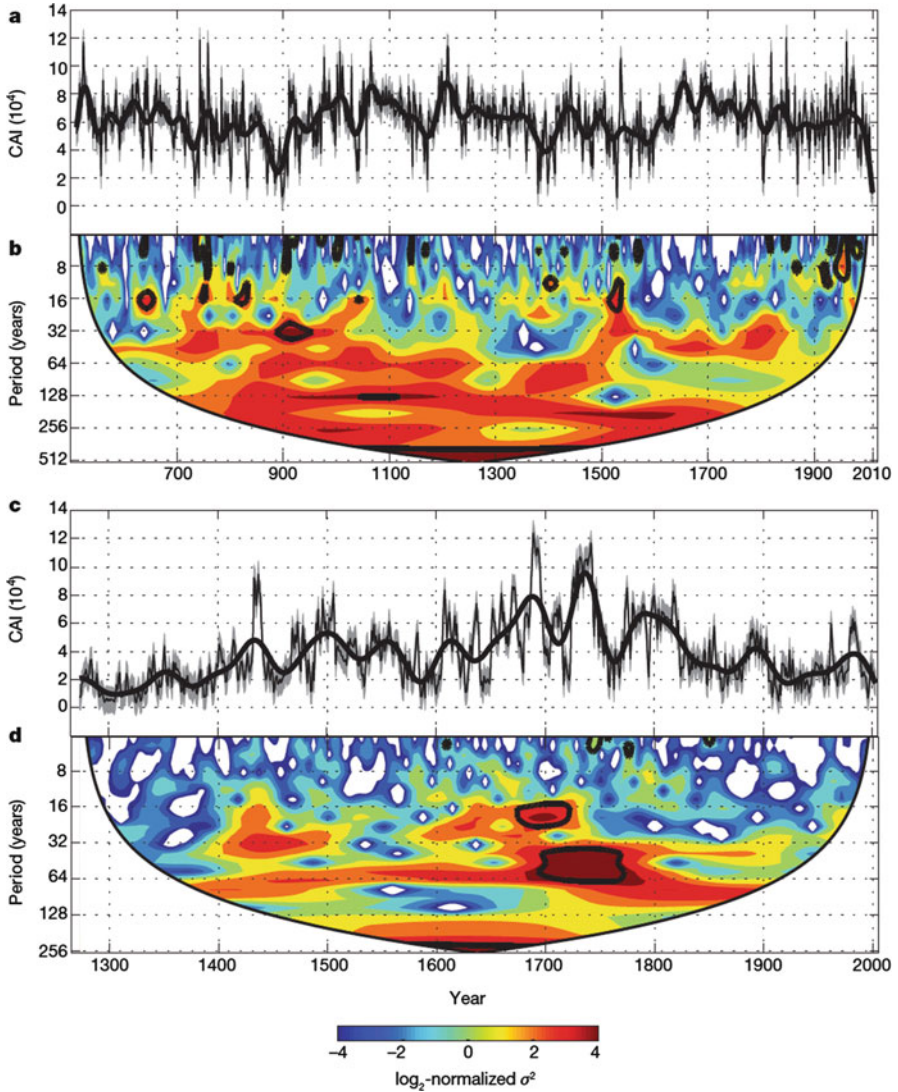 a
14
12
10
8
6
4
2
0
CAI (10⁴)
b
8
16
32
64
128
256
512
Period (years)
700 900 1100 1300 1500 1700 1900 2010
c
14
12
10
8
6
4
2
0
CAI (10⁴)
d
8
16
32
64
128
256
Period (years)
1300 1400 1500 1600 1700 1800 1900 2000
Year
−4 −2 0 2 4
log₂-normalized σ²